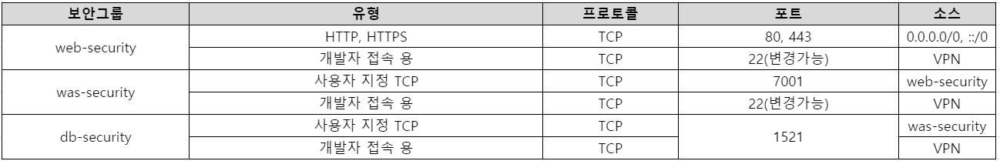 보안그룹 유형 프로토콜 포트 소스
web-security HTTP, HTTPS TCP 80, 443 0.0.0.0/0, ::/0
개발자 접속 용 TCP 22(변경가능) VPN
was-security 사용자 지정 TCP TCP 7001 web-security
개발자 접속 용 TCP 22(변경가능) VPN
db-security 사용자 지정 TCP TCP 1521 was-security
개발자 접속 용 TCP VPN